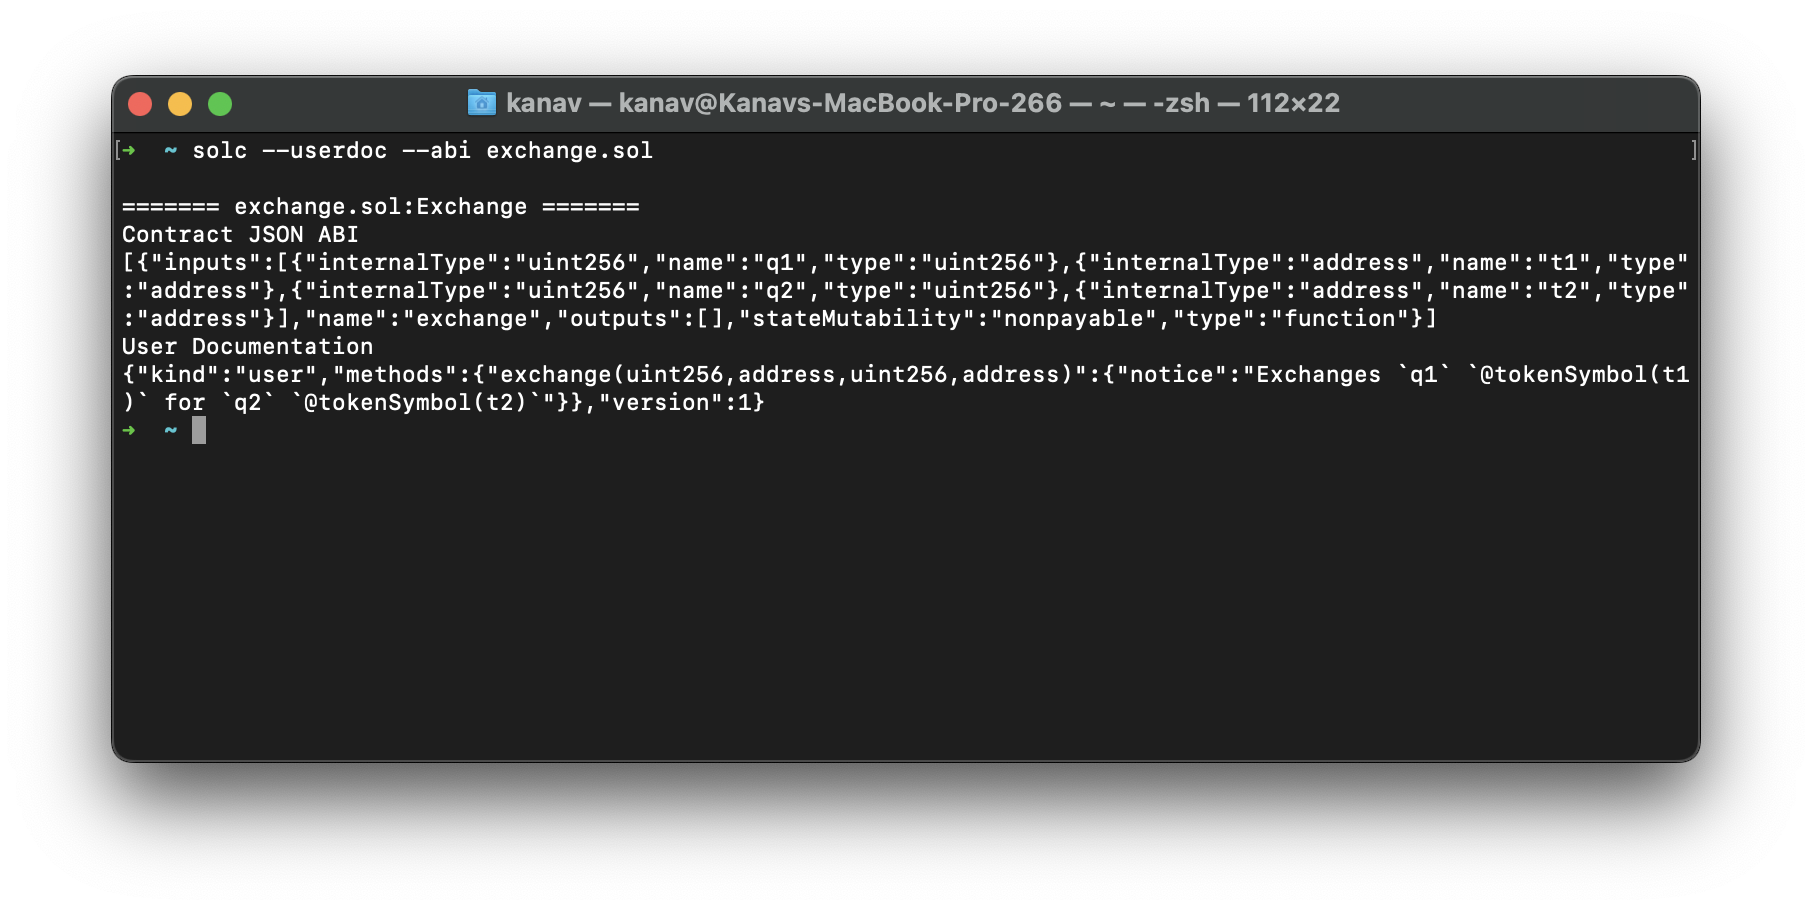 kanav — kanav@Kanavs-MacBook-Pro-266 — ~ — -zsh — 112×22
[➜  ~ solc --userdoc --abi exchange.sol ]
======= exchange.sol:Exchange =======
Contract JSON ABI
[{"inputs":[{"internalType":"uint256","name":"q1","type":"uint256"},{"internalType":"address","name":"t1","type"
:"address"},{"internalType":"uint256","name":"q2","type":"uint256"},{"internalType":"address","name":"t2","type"
:"address"}],"name":"exchange","outputs":[],"stateMutability":"nonpayable","type":"function"}]
User Documentation
{"kind":"user","methods":{"exchange(uint256,address,uint256,address)":{"notice":"Exchanges `q1` `@tokenSymbol(t1
)` for `q2` `@tokenSymbol(t2)`"}},"version":1}
➜  ~